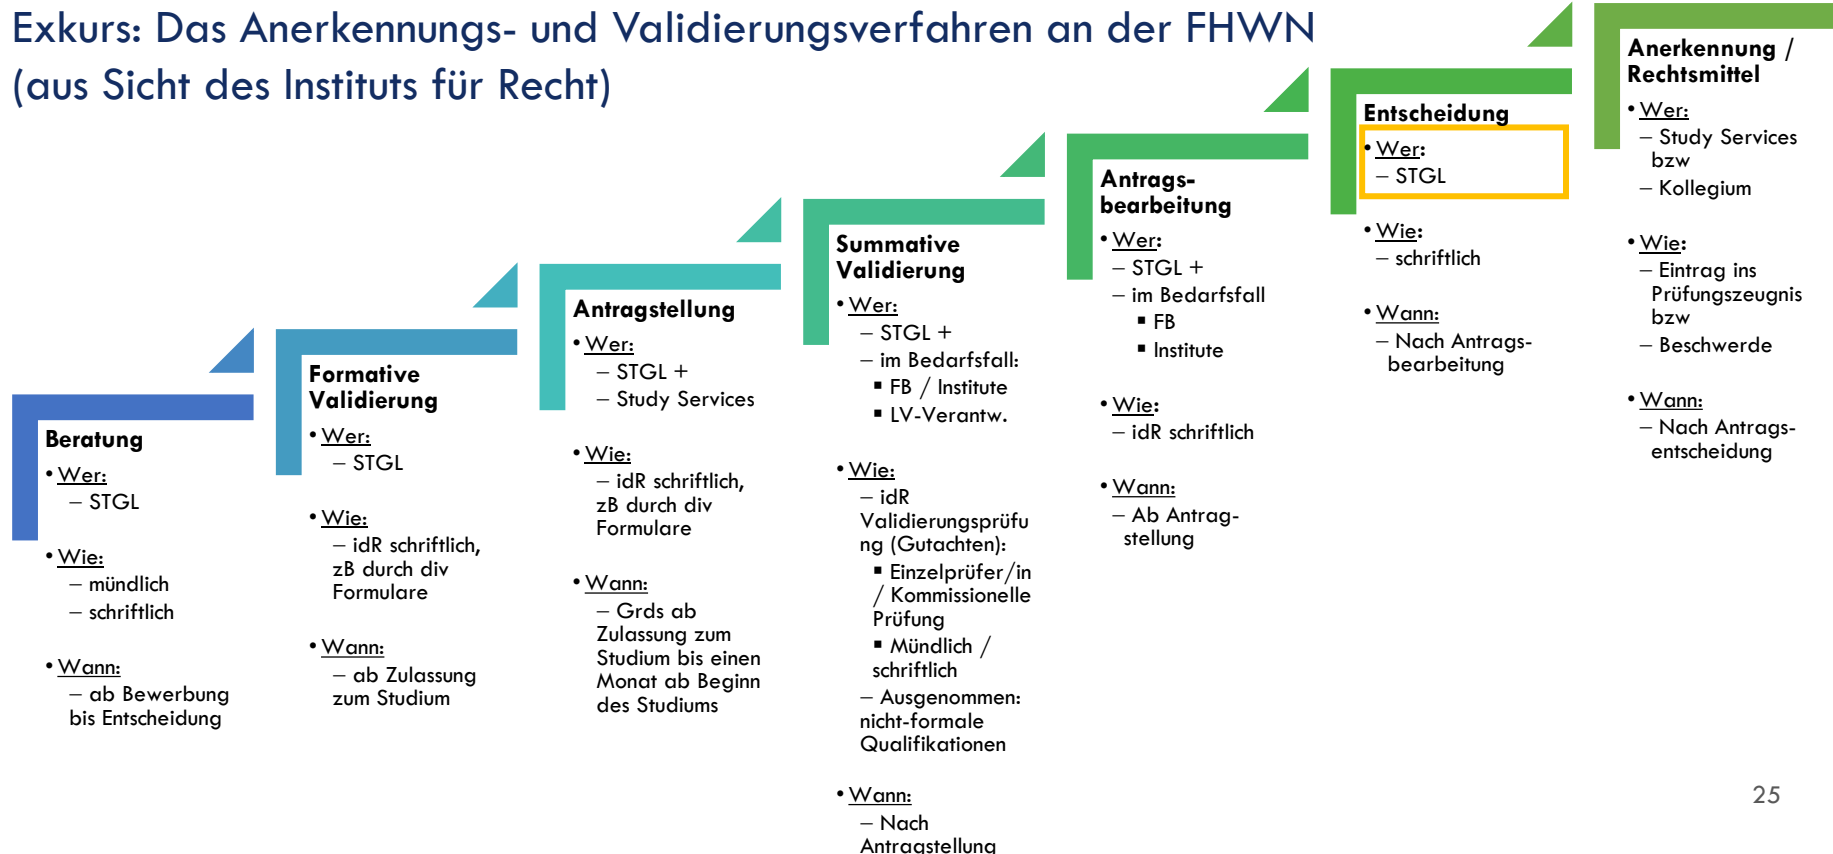 Exkurs: Das Anerkennungs- und Validierungsverfahren an der FHWN
(aus Sicht des Instituts für Recht)
Beratung
• Wer:
– STGL
• Wie:
– mündlich
– schriftlich
• Wann:
– ab Bewerbung
bis Entscheidung
Formative
Validierung
• Wer:
– STGL
• Wie:
– idR schriftlich,
zB durch div
Formulare
• Wann:
– ab Zulassung
zum Studium
Antragstellung
• Wer:
– STGL +
– Study Services
• Wie:
– idR schriftlich,
zB durch div
Formulare
• Wann:
– Grds ab
Zulassung zum
Studium bis einen
Monat ab Beginn
des Studiums
Summative
Validierung
• Wer:
– STGL +
– im Bedarfsfall:
▪ FB / Institute
▪ LV-Verantw.
• Wie:
– idR
Validierungsprüfu
ng (Gutachten):
▪ Einzelprüfer/in
/ Kommissionelle
Prüfung
▪ Mündlich /
schriftlich
– Ausgenommen:
nicht-formale
Qualifikationen
• Wann:
– Nach
Antragstellung
Antrags-
bearbeitung
• Wer:
– STGL +
– im Bedarfsfall
▪ FB
▪ Institute
• Wie:
– idR schriftlich
• Wann:
– Ab Antrag-
stellung
Entscheidung
• Wer:
– STGL
• Wie:
– schriftlich
• Wann:
– Nach Antrags-
bearbeitung
Anerkennung /
Rechtsmittel
• Wer:
– Study Services
bzw
– Kollegium
• Wie:
– Eintrag ins
Prüfungszeugnis
bzw
– Beschwerde
• Wann:
– Nach Antrags-
entscheidung
25